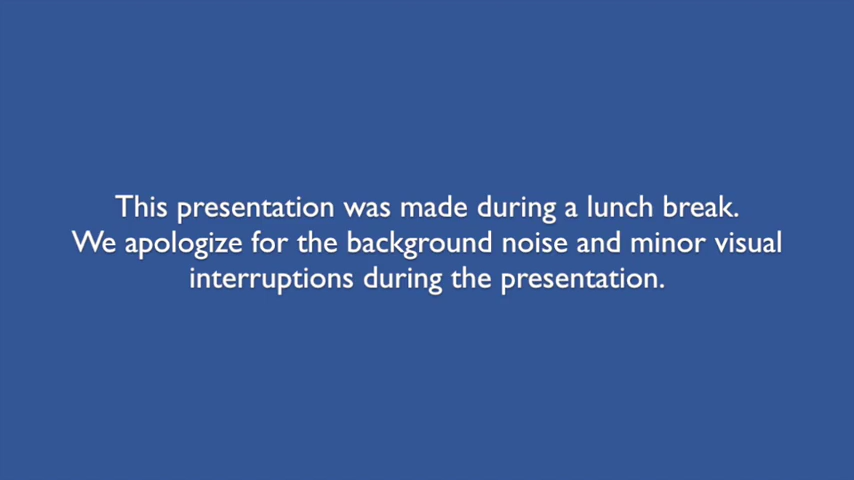 This presentation was made during a lunch break.
We apologize for the background noise and minor visual
interruptions during the presentation.